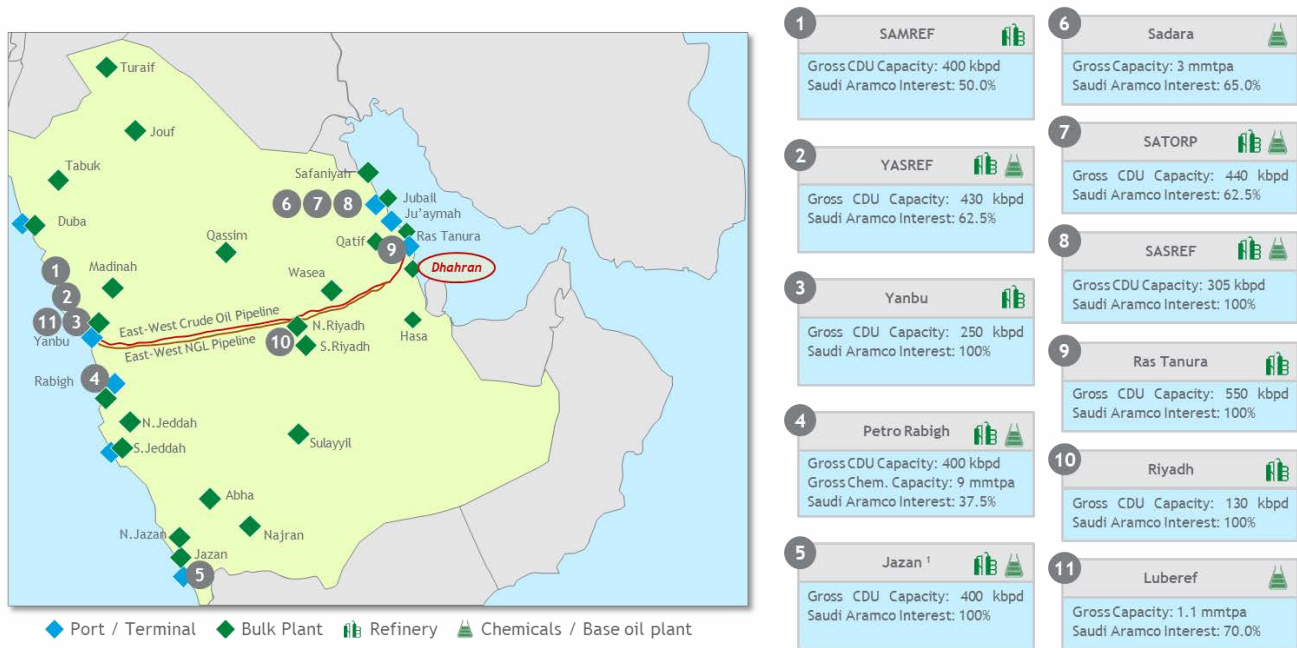 Turaif
Jouf
Tabuk
Safaniyah
6 7 8
Jubail
Ju'aymah
Duba
Qassim
Qatif
9
Ras Tanura
1
Madinah
Wasea
Dhahran
2
11 3
Yanbu
East-West Crude Oil Pipeline
East-West NGL Pipeline
N.Riyadh
10
S.Riyadh
Hasa
Rabigh
4
N.Jeddah
S.Jeddah
Sulayyil
Abha
N.Jazan
Najran
Jazan
5
Port / Terminal
Bulk Plant
Refinery
Chemicals / Base oil plant
1
SAMREF
Gross CDU Capacity: 400 kbpd
Saudi Aramco Interest: 50.0%
2
YASREF
Gross CDU Capacity: 430 kbpd
Saudi Aramco Interest: 62.5%
3
Yanbu
Gross CDU Capacity: 250 kbpd
Saudi Aramco Interest: 100%
4
Petro Rabigh
Gross CDU Capacity: 400 kbpd
Gross Chem. Capacity: 9 mmtpa
Saudi Aramco Interest: 37.5%
5
Jazan ¹
Gross CDU Capacity: 400 kbpd
Saudi Aramco Interest: 100%
6
Sadara
Gross Capacity: 3 mmtpa
Saudi Aramco Interest: 65.0%
7
SATORP
Gross CDU Capacity: 440 kbpd
Saudi Aramco Interest: 62.5%
8
SASREF
Gross CDU Capacity: 305 kbpd
Saudi Aramco Interest: 100%
9
Ras Tanura
Gross CDU Capacity: 550 kbpd
Saudi Aramco Interest: 100%
10
Riyadh
Gross CDU Capacity: 130 kbpd
Saudi Aramco Interest: 100%
11
Luberef
Gross Capacity: 1.1 mmtpa
Saudi Aramco Interest: 70.0%